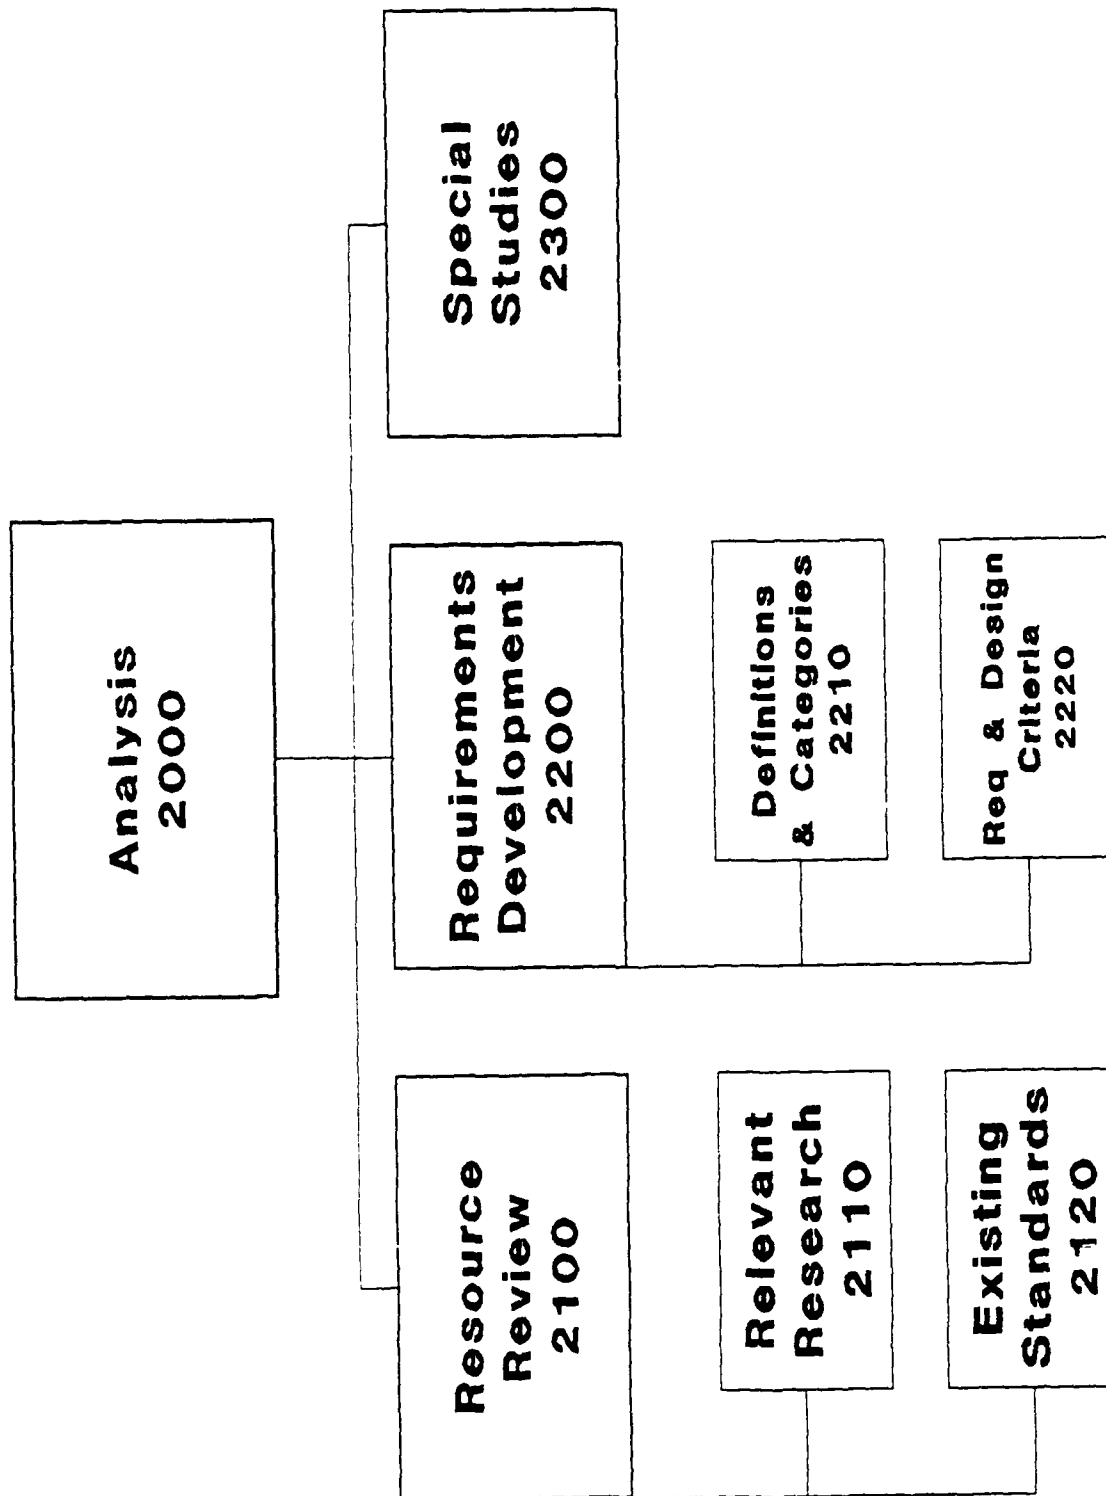 Analysis
2000
Resource
Review
2100
Requirements
Development
2200
Special
Studies
2300
Relevant
Research
2110
Definitions
& Categories
2210
Existing
Standards
2120
Req & Design
Criteria
2220